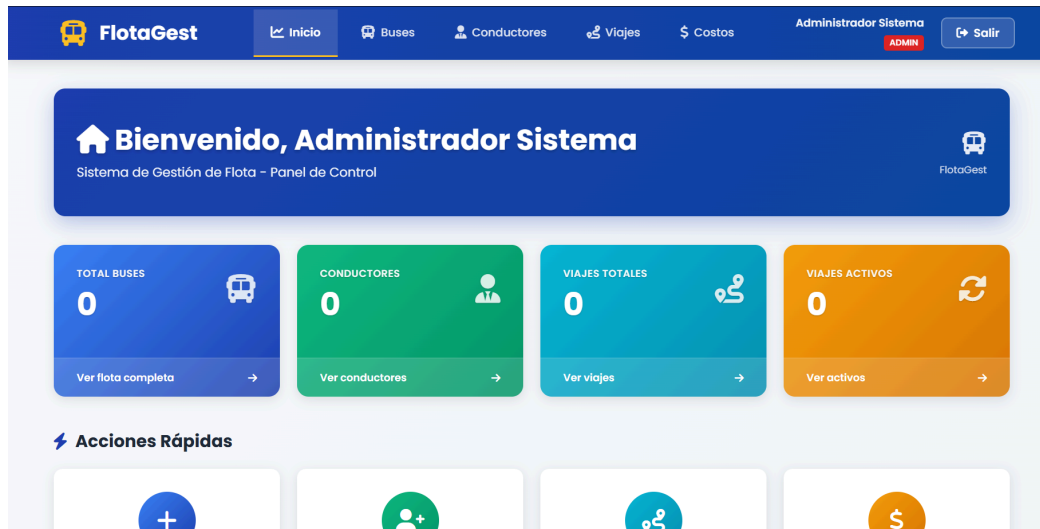 FlotaGest
Inicio
Buses
Conductores
Viajes
$ Costos
Administrador Sistema
ADMIN
Salir
Bienvenido, Administrador Sistema
Sistema de Gestión de Flota - Panel de Control
FlotaGest
TOTAL BUSES
0
Ver flota completa
CONDUCTORES
0
Ver conductores
VIAJES TOTALES
0
Ver viajes
VIAJES ACTIVOS
0
Ver activos
Acciones Rápidas